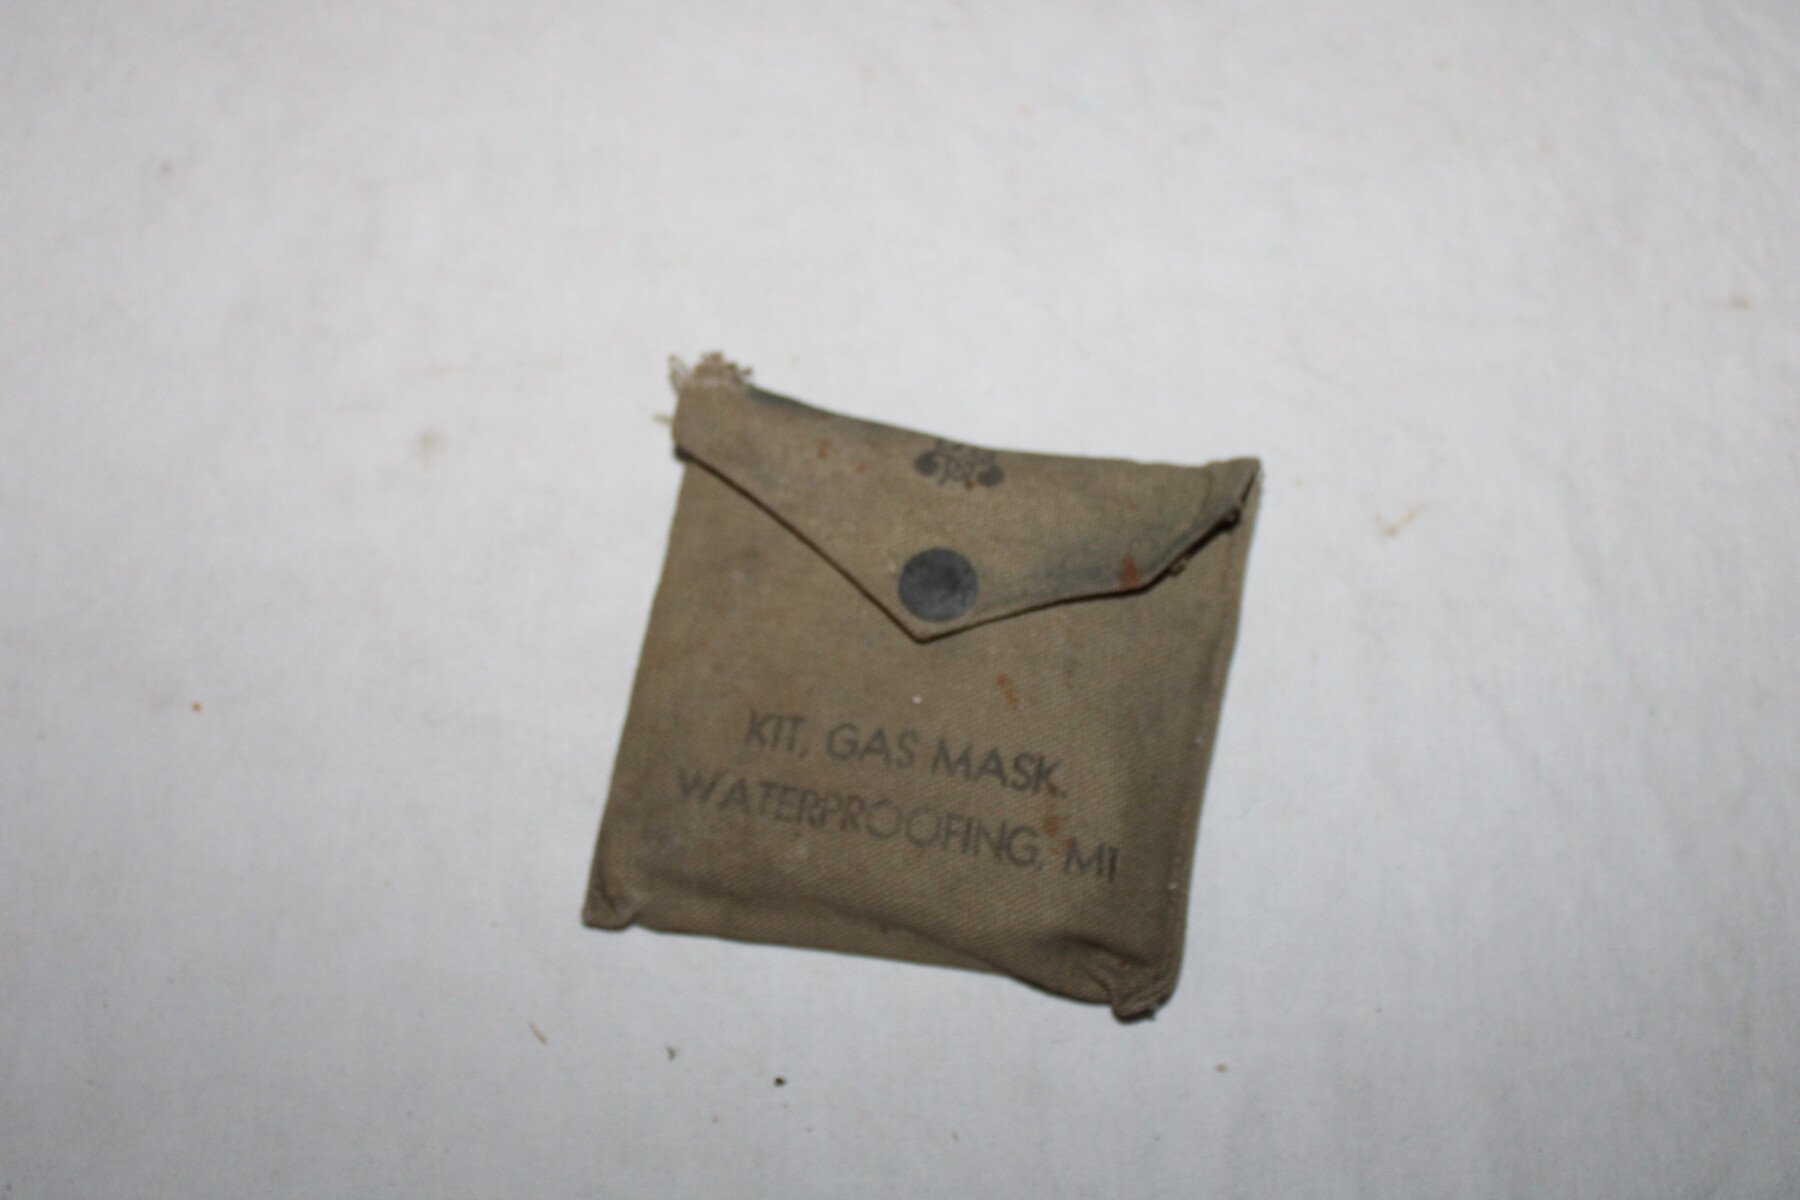 KIT, GAS MASK.
WATERPROOFING, M1